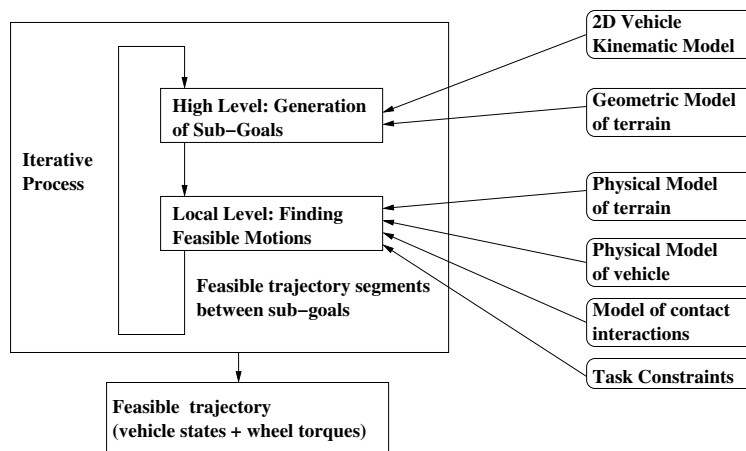 2D Vehicle
Kinematic Model
High Level: Generation
of Sub-Goals
Geometric Model
of terrain
Iterative
Process
Local Level: Finding
Feasible Motions
Physical Model
of terrain
Physical Model
of vehicle
Feasible trajectory segments
between sub-goals
Model of contact
interactions
Task Constraints
Feasible trajectory
(vehicle states + wheel torques)